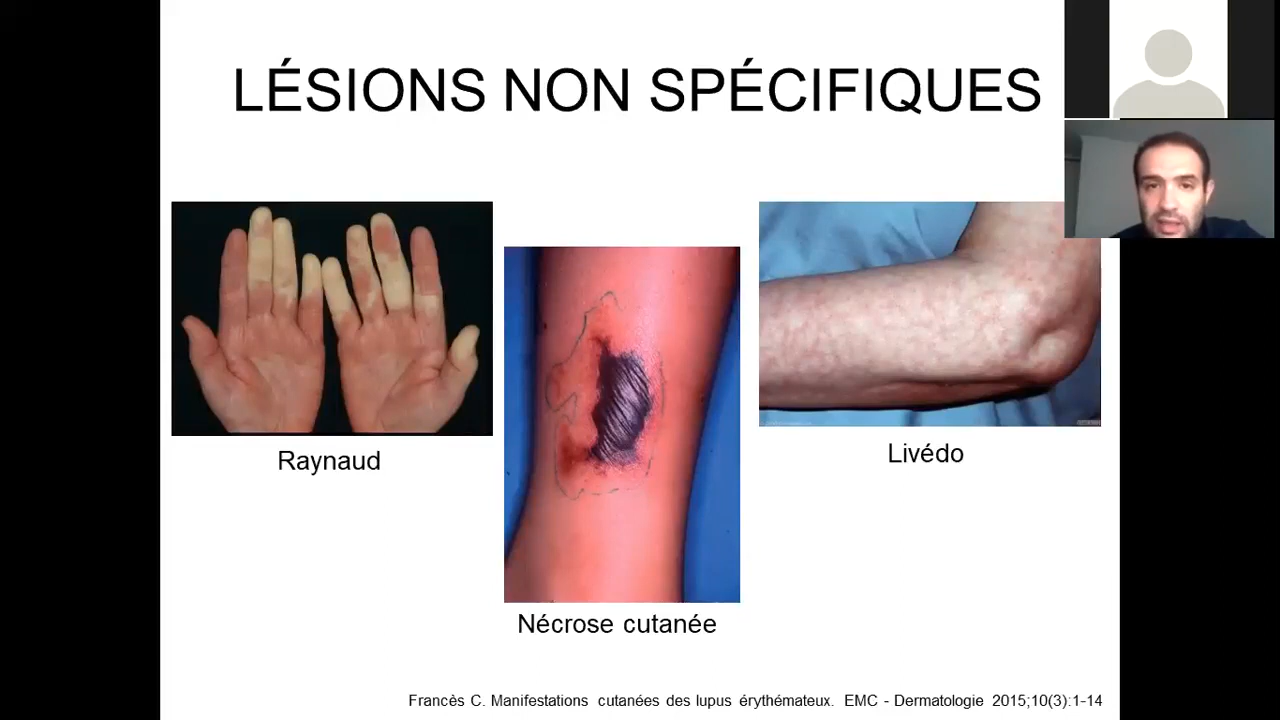 LÉSIONS NON SPÉCIFIQUES
Raynaud
Livédo
Nécrose cutanée
Francès C. Manifestations cutanées des lupus érythémateux. EMC - Dermatologie 2015;10(3):1-14